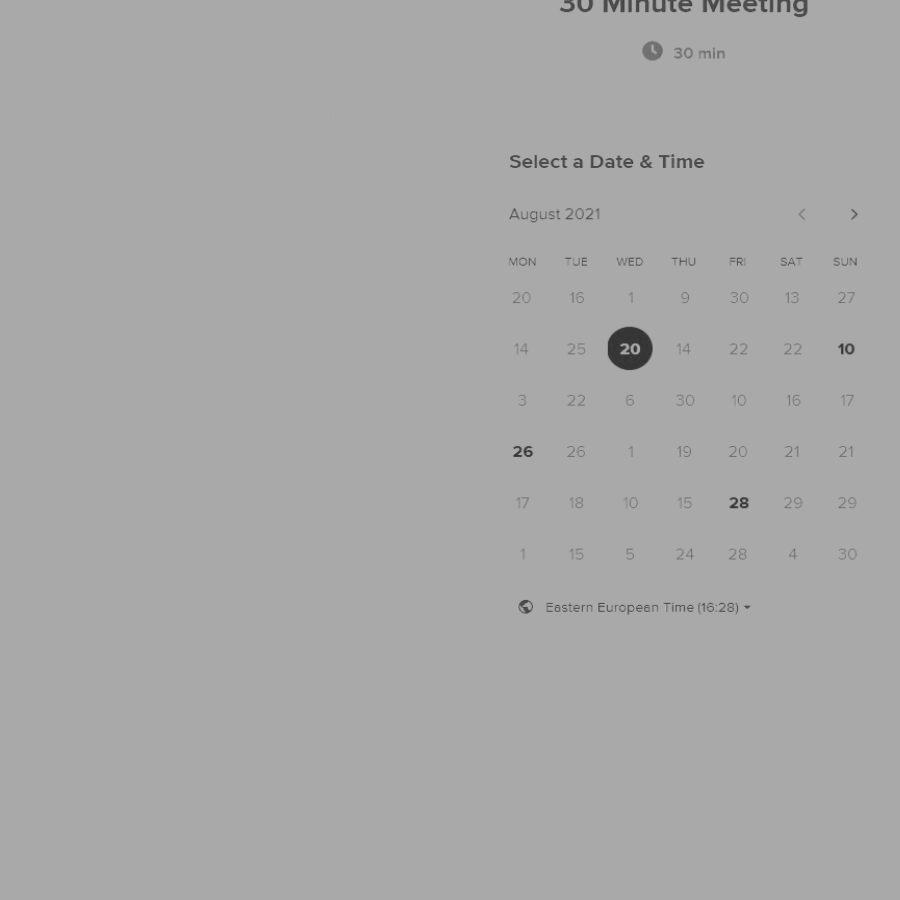 30 Minute Meeting
30 min
Select a Date & Time
August 2021
MON TUE WED THU FRI SAT SUN
20 16 1 9 30 13 27
14 25 20 14 22 22 10
3 22 6 30 10 16 17
26 26 1 19 20 21 21
17 18 10 15 28 29 29
1 15 5 24 28 4 30
Eastern European Time (16:28)